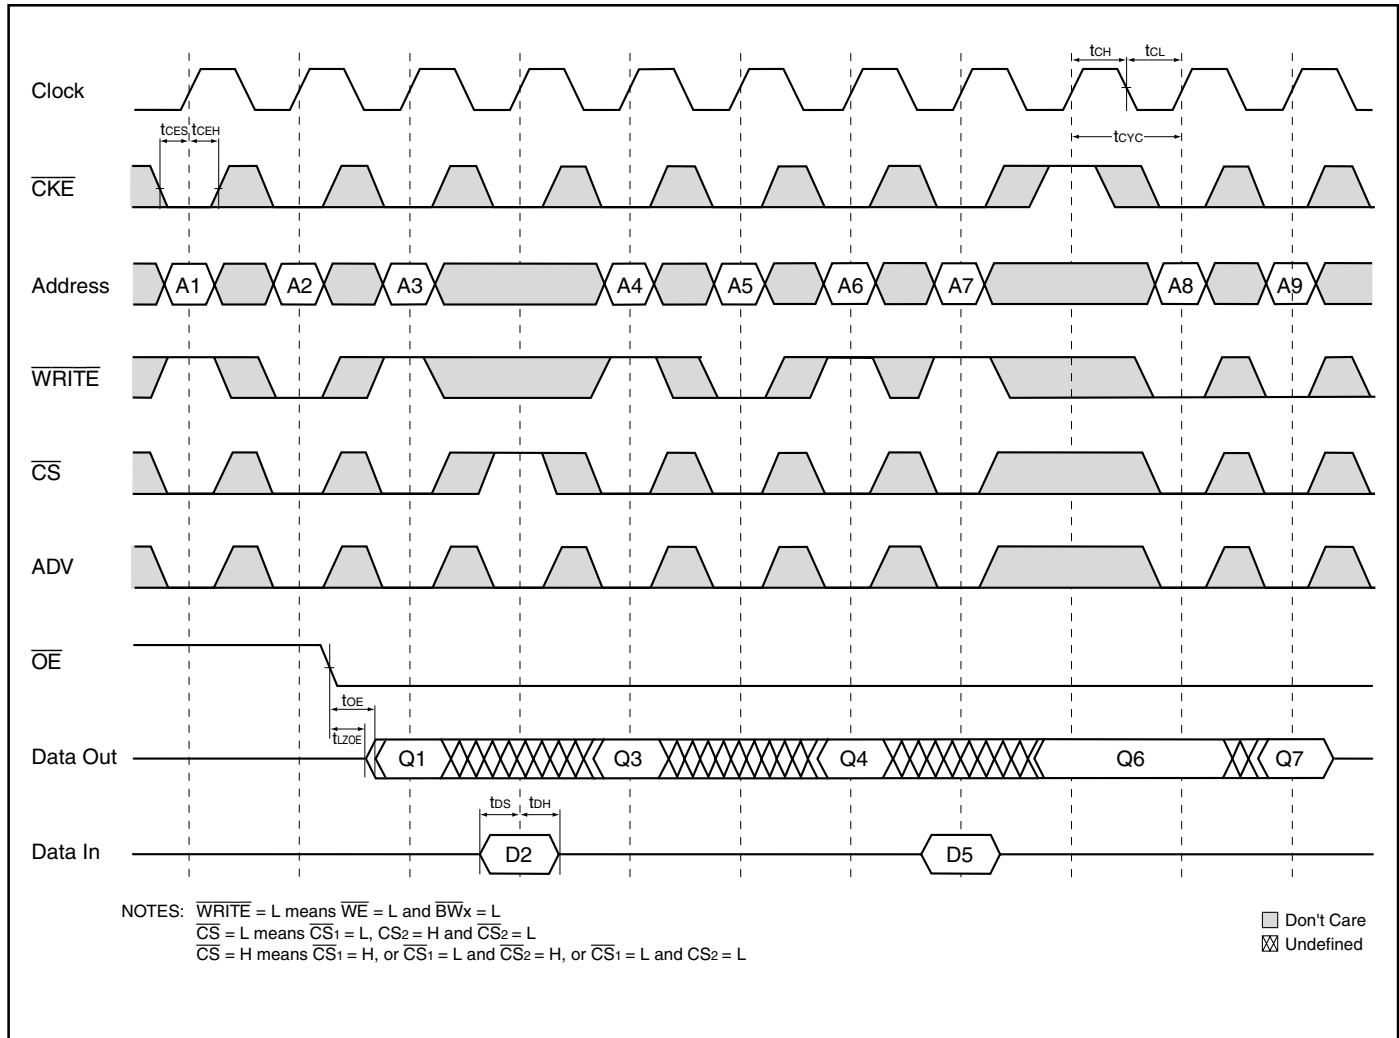 Clock
tCH tCL
tCES tCEH
tCYC
CKE
Address A1 A2 A3 A4 A5 A6 A7 A8 A9
WRITE
CS
ADV
OE
tOE
tLZOE
Data Out Q1 Q3 Q4 Q6 Q7
tDS tDH
Data In D2 D5
NOTES: WRITE = L means WE = L and BWx = L
CS = L means CS1 = L, CS2 = H and CS2 = L
CS = H means CS1 = H, or CS1 = L and CS2 = H, or CS1 = L and CS2 = L
Don't Care
Undefined